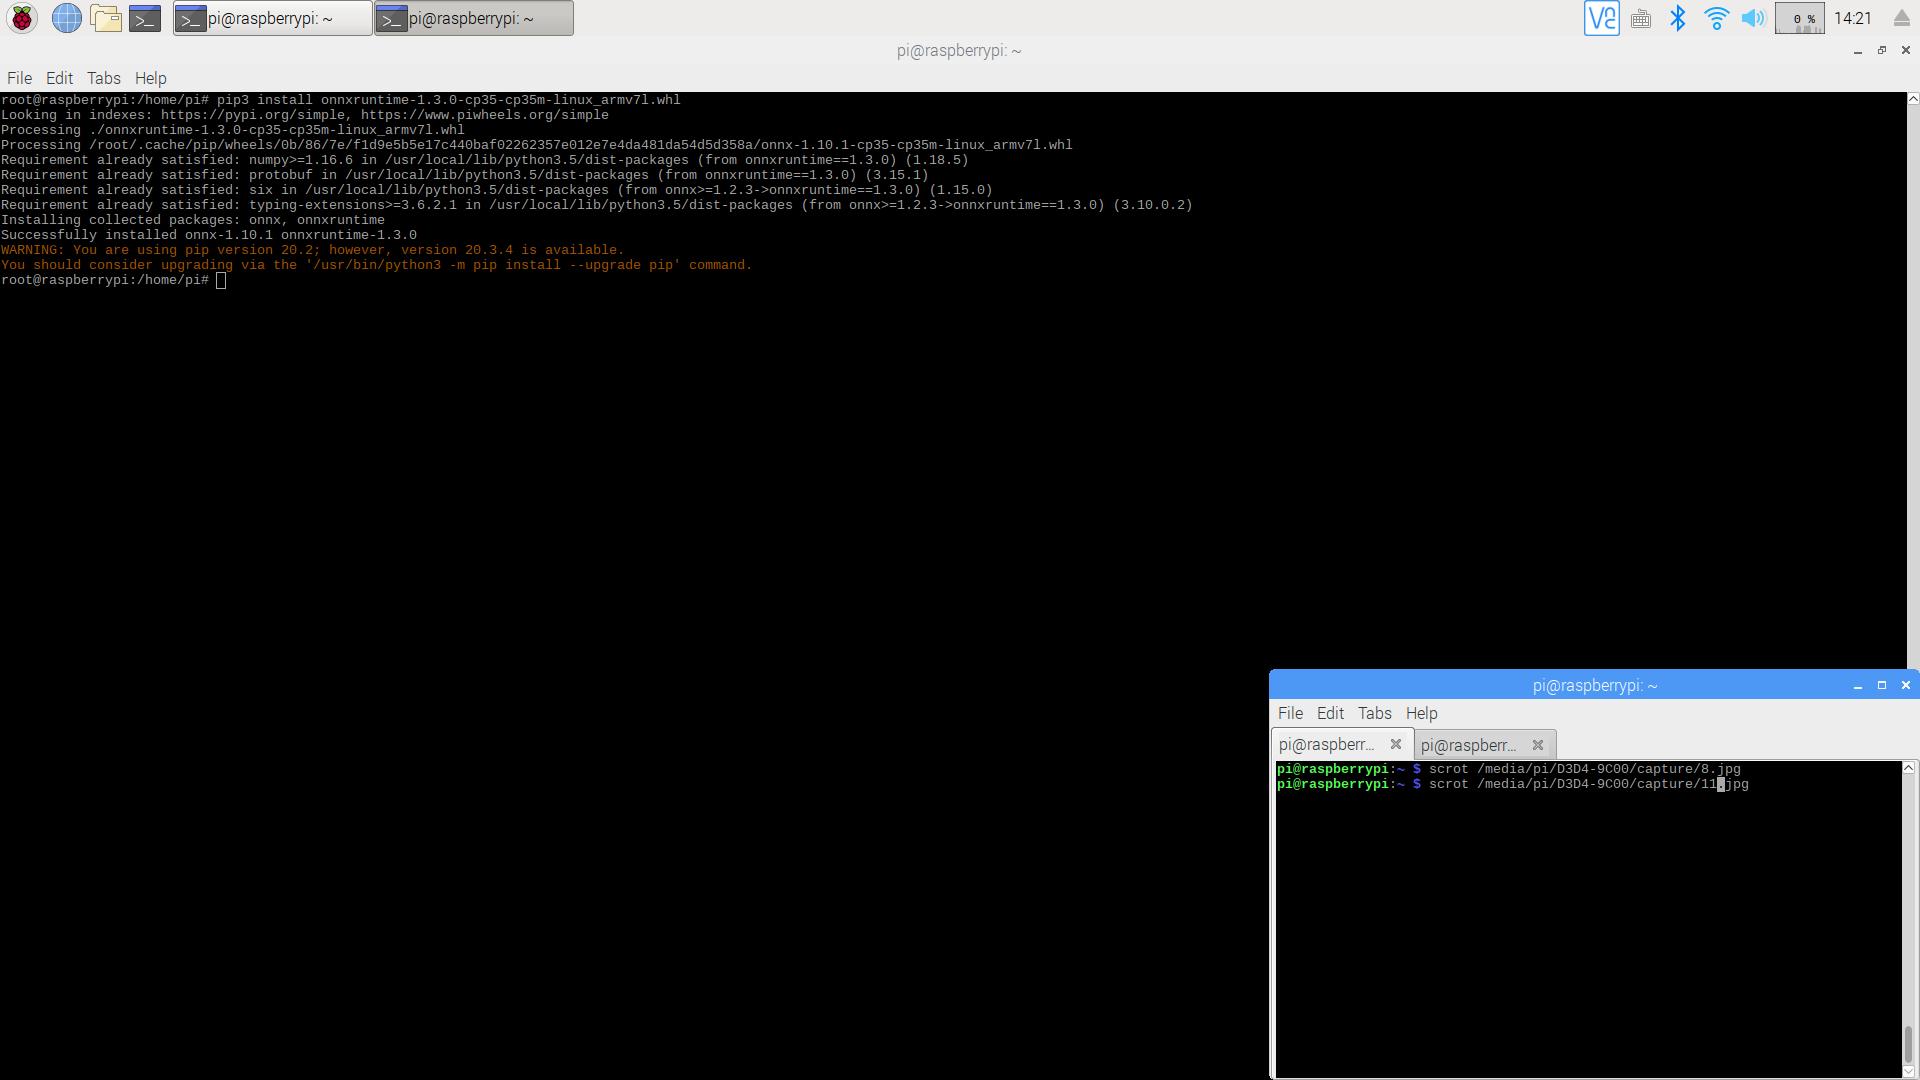 pi@raspberrypi: ~
pi@raspberrypi: ~
0 %
14:21
pi@raspberrypi: ~
File Edit Tabs Help
root@raspberrypi:/home/pi# pip3 install onnxruntime-1.3.0-cp35-cp35m-linux_armv7l.whl
Looking in indexes: https://pypi.org/simple, https://www.piwheels.org/simple
Processing ./onnxruntime-1.3.0-cp35-cp35m-linux_armv7l.whl
Processing /root/.cache/pip/wheels/0b/86/7e/f1d9e5b5e17c440baf02262357e012e7e4da481da54d5d358a/onnx-1.10.1-cp35-cp35m-linux_armv7l.whl
Requirement already satisfied: numpy>=1.16.6 in /usr/local/lib/python3.5/dist-packages (from onnxruntime==1.3.0) (1.18.5)
Requirement already satisfied: protobuf in /usr/local/lib/python3.5/dist-packages (from onnxruntime==1.3.0) (3.15.1)
Requirement already satisfied: six in /usr/local/lib/python3.5/dist-packages (from onnx>=1.2.3->onnxruntime==1.3.0) (1.15.0)
Requirement already satisfied: typing-extensions>=3.6.2.1 in /usr/local/lib/python3.5/dist-packages (from onnx>=1.2.3->onnxruntime==1.3.0) (3.10.0.2)
Installing collected packages: onnx, onnxruntime
Successfully installed onnx-1.10.1 onnxruntime-1.3.0
WARNING: You are using pip version 20.2; however, version 20.3.4 is available.
You should consider upgrading via the '/usr/bin/python3 -m pip install --upgrade pip' command.
root@raspberrypi:/home/pi#
pi@raspberrypi: ~
File Edit Tabs Help
pi@raspberr...
pi@raspberr...
pi@raspberrypi:~ $ scrot /media/pi/D3D4-9C00/capture/8.jpg
pi@raspberrypi:~ $ scrot /media/pi/D3D4-9C00/capture/11.jpg